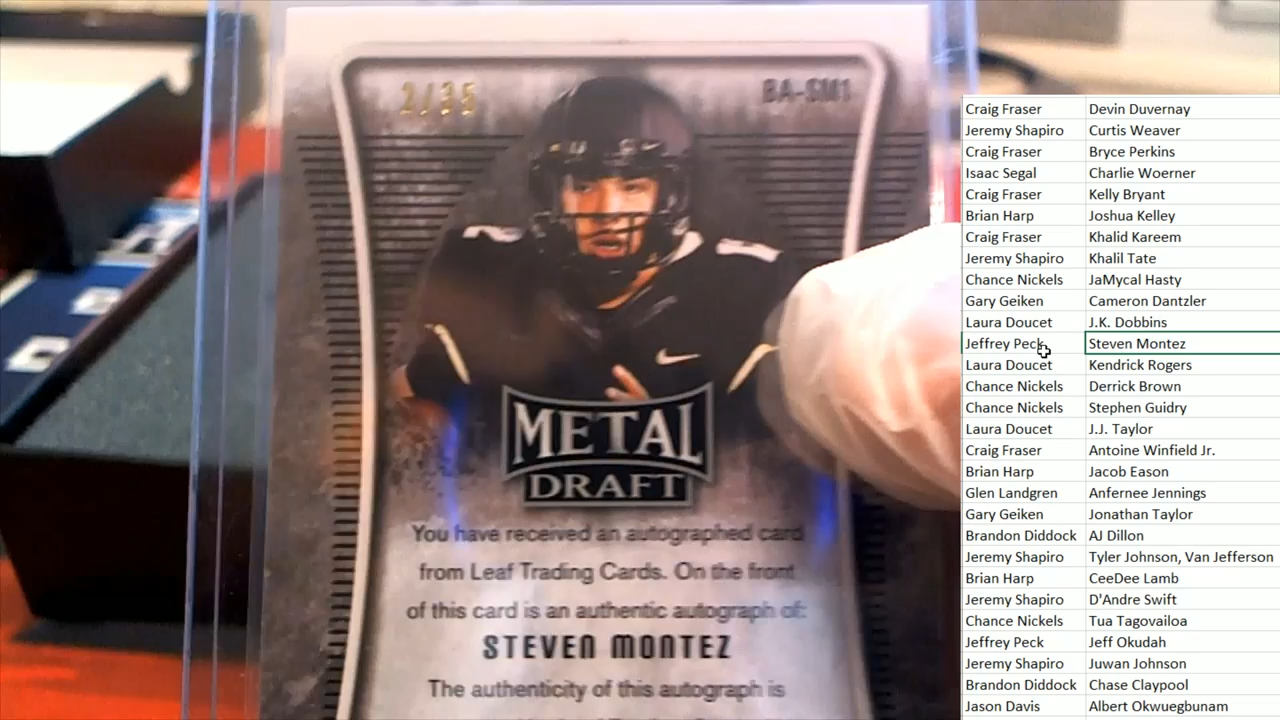 2/35
BA-SM1
METAL
DRAFT
You have received an autographed card
from Leaf Trading Cards. On the front
of this card is an authentic autograph of:
STEVEN MONTEZ
The authenticity of this autograph is
Craig Fraser Devin Duvernay
Jeremy Shapiro Curtis Weaver
Craig Fraser Bryce Perkins
Isaac Segal Charlie Woerner
Craig Fraser Kelly Bryant
Brian Harp Joshua Kelley
Craig Fraser Khalid Kareem
Jeremy Shapiro Khalil Tate
Chance Nickels JaMycal Hasty
Gary Geiken Cameron Dantzler
Laura Doucet J.K. Dobbins
Jeffrey Peck Steven Montez
Laura Doucet Kendrick Rogers
Chance Nickels Derrick Brown
Chance Nickels Stephen Guidry
Laura Doucet J.J. Taylor
Craig Fraser Antoine Winfield Jr.
Brian Harp Jacob Eason
Glen Landgren Anfernee Jennings
Gary Geiken Jonathan Taylor
Brandon Diddock AJ Dillon
Jeremy Shapiro Tyler Johnson, Van Jefferson
Brian Harp CeeDee Lamb
Jeremy Shapiro D'Andre Swift
Chance Nickels Tua Tagovailoa
Jeffrey Peck Jeff Okudah
Jeremy Shapiro Juwan Johnson
Brandon Diddock Chase Claypool
Jason Davis Albert Okwuegbunam